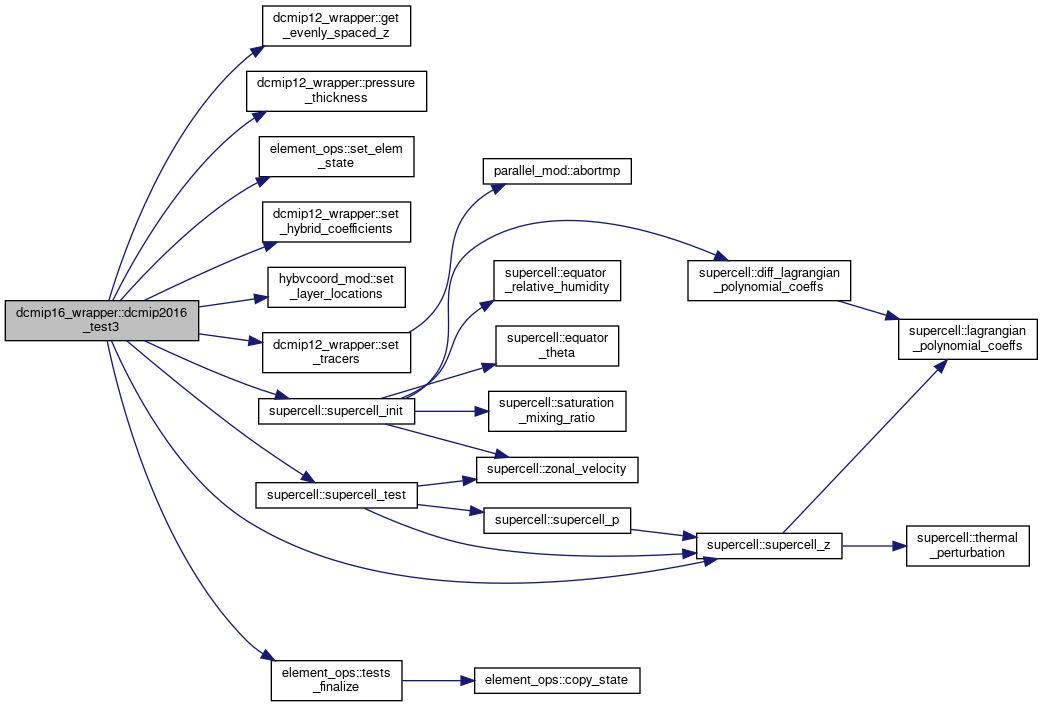 dcmip16_wrapper::dcmip2016
_test3
dcmip12_wrapper::get
_evenly_spaced_z
dcmip12_wrapper::pressure
_thickness
element_ops::set_elem
_state
dcmip12_wrapper::set
_hybrid_coefficients
hybvcoord_mod::set
_layer_locations
dcmip12_wrapper::set
_tracers
supercell::supercell_init
supercell::supercell_test
element_ops::tests
_finalize
parallel_mod::abortmp
supercell::equator
_relative_humidity
supercell::equator
_theta
supercell::saturation
_mixing_ratio
supercell::zonal_velocity
supercell::supercell_p
element_ops::copy_state
supercell::diff_lagrangian
_polynomial_coeffs
supercell::supercell_z
supercell::lagrangian
_polynomial_coeffs
supercell::thermal
_perturbation